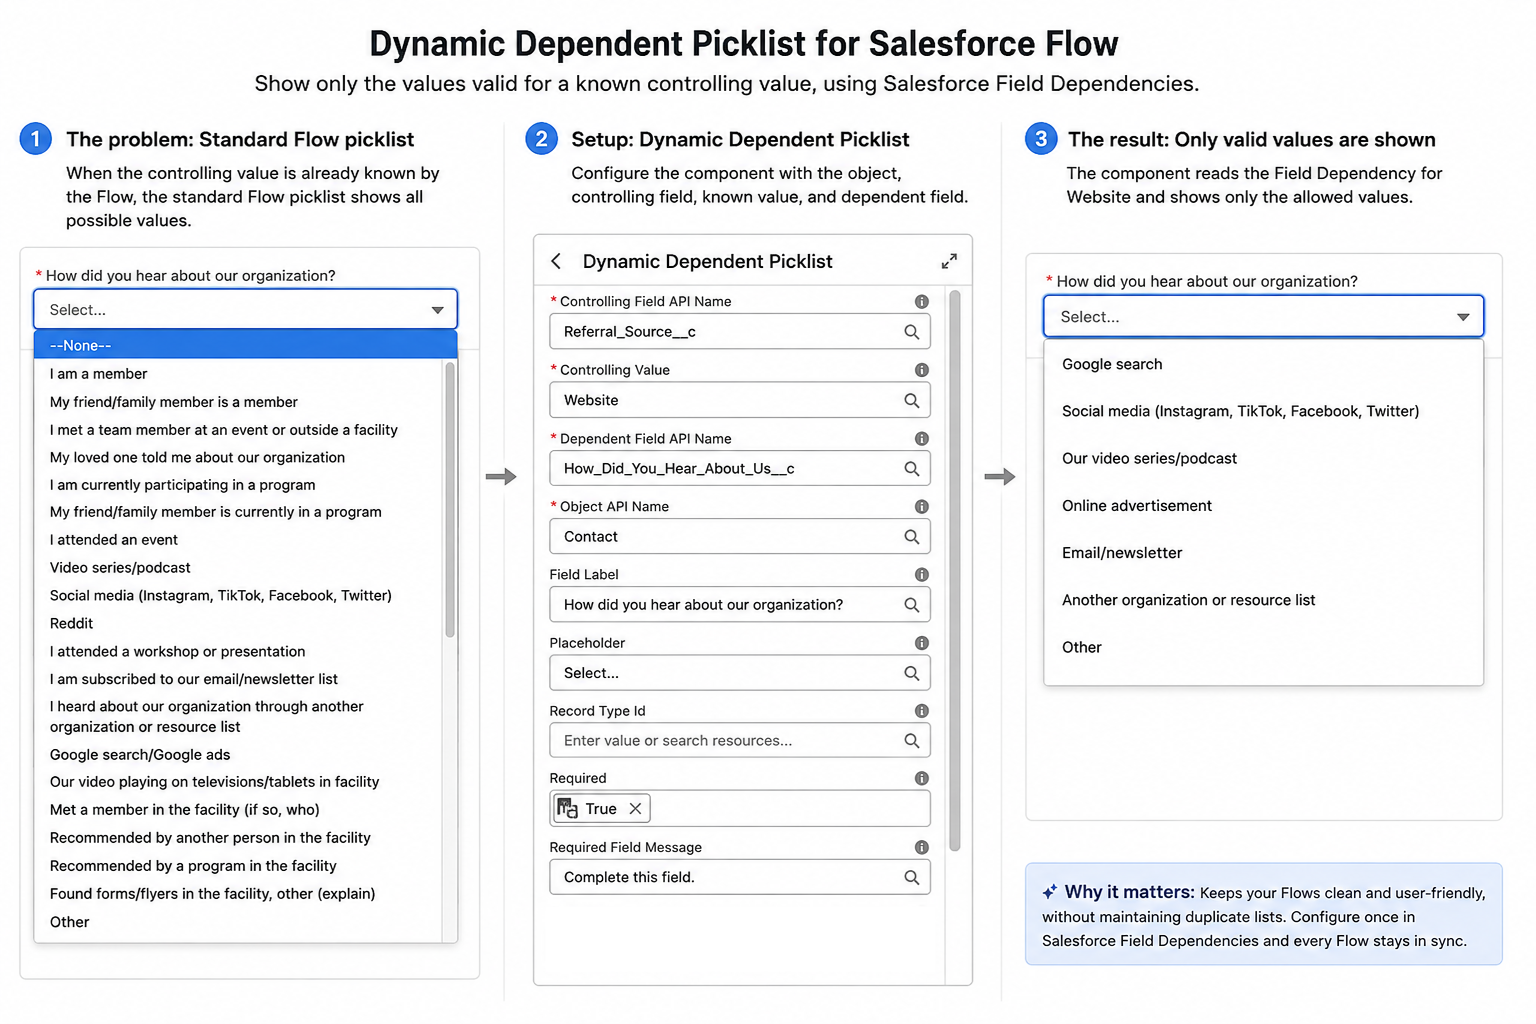 Dynamic Dependent Picklist for Salesforce Flow
Show only the values valid for a known controlling value, using Salesforce Field Dependencies.
1 The problem: Standard Flow picklist
When the controlling value is already known by
the Flow, the standard Flow picklist shows all
possible values.
* How did you hear about our organization?
Select...
--None--
I am a member
My friend/family member is a member
I met a team member at an event or outside a facility
My loved one told me about our organization
I am currently participating in a program
My friend/family member is currently in a program
I attended an event
Video series/podcast
Social media (Instagram, TikTok, Facebook, Twitter)
Reddit
I attended a workshop or presentation
I am subscribed to our email/newsletter list
I heard about our organization through another
organization or resource list
Google search/Google ads
Our video playing on televisions/tablets in facility
Met a member in the facility (if so, who)
Recommended by another person in the facility
Recommended by a program in the facility
Found forms/flyers in the facility, other (explain)
Other
2 Setup: Dynamic Dependent Picklist
Configure the component with the object,
controlling field, known value, and dependent field.
Dynamic Dependent Picklist
* Controlling Field API Name
Referral_Source__c
* Controlling Value
Website
* Dependent Field API Name
How_Did_You_Hear_About_Us__c
* Object API Name
Contact
Field Label
How did you hear about our organization?
Placeholder
Select...
Record Type Id
Enter value or search resources...
Required
True
Required Field Message
Complete this field.
3 The result: Only valid values are shown
The component reads the Field Dependency for
Website and shows only the allowed values.
* How did you hear about our organization?
Select...
Google search
Social media (Instagram, TikTok, Facebook, Twitter)
Our video series/podcast
Online advertisement
Email/newsletter
Another organization or resource list
Other
Why it matters: Keeps your Flows clean and user-friendly,
without maintaining duplicate lists. Configure once in
Salesforce Field Dependencies and every Flow stays in sync.